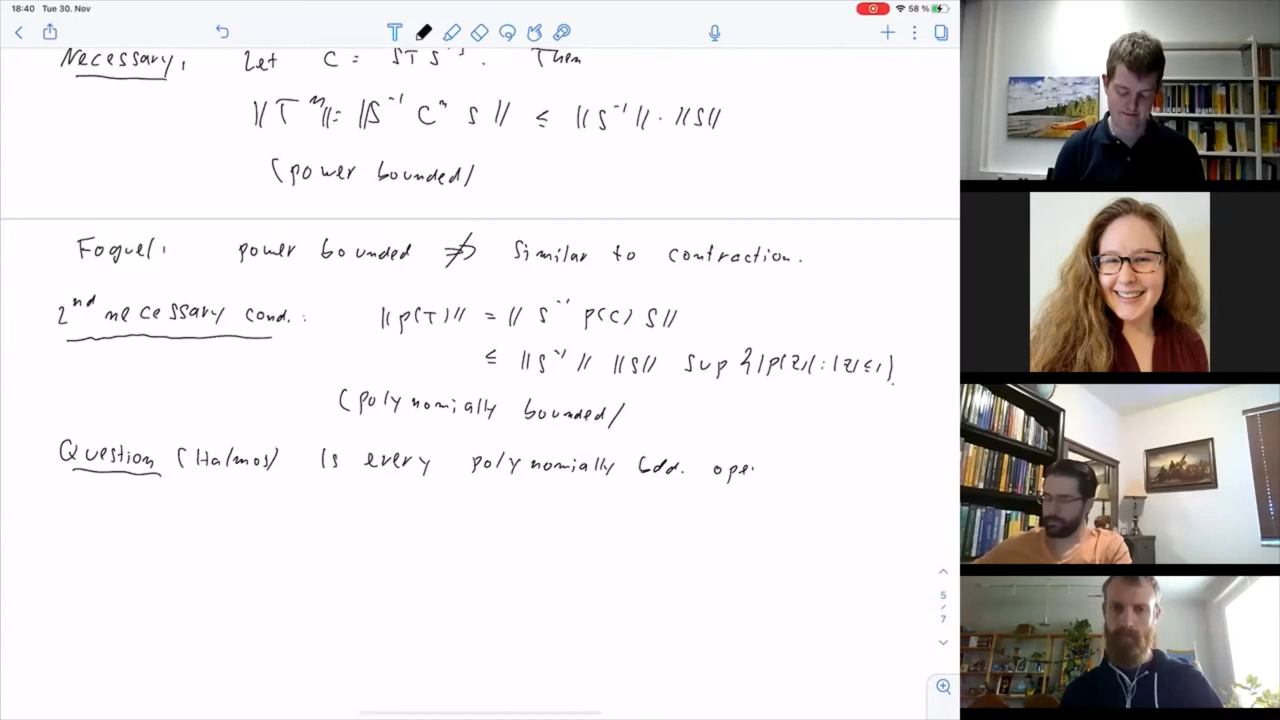 18:40 Tue 30. Nov
58 %
Necessary: Let C = STS⁻¹. Then
||Tⁿ|| = ||S⁻¹ Cⁿ S|| ≤ ||S⁻¹|| · ||S||
(power bounded)
Foguel: power bounded ⇏ similar to contraction.
2nd necessary cond.: ||p(T)|| = ||S⁻¹ p(C) S||
≤ ||S⁻¹|| ||S|| sup {|p(z)| : |z| ≤ 1}.
(polynomially bounded)
Question (Halmos) Is every polynomially bdd. ope
5
/
7